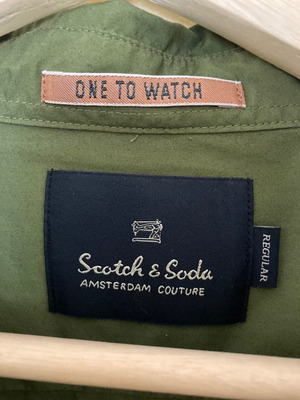 ONE TO WATCH
Scotch & Soda
AMSTERDAM COUTURE
REGULAR